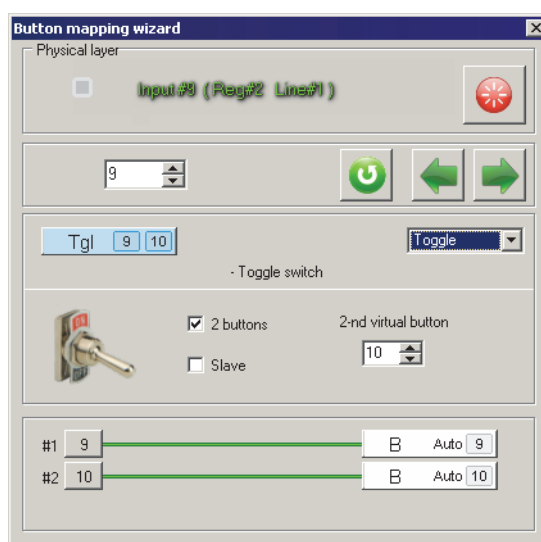 Button mapping wizard
Physical layer
Input#9 (Reg#2 Line#1)
9
Tgl 9 10
Toggle
- Toggle switch
2 buttons
2-nd virtual button
10
Slave
#1 9 B Auto 9
#2 10 B Auto 10